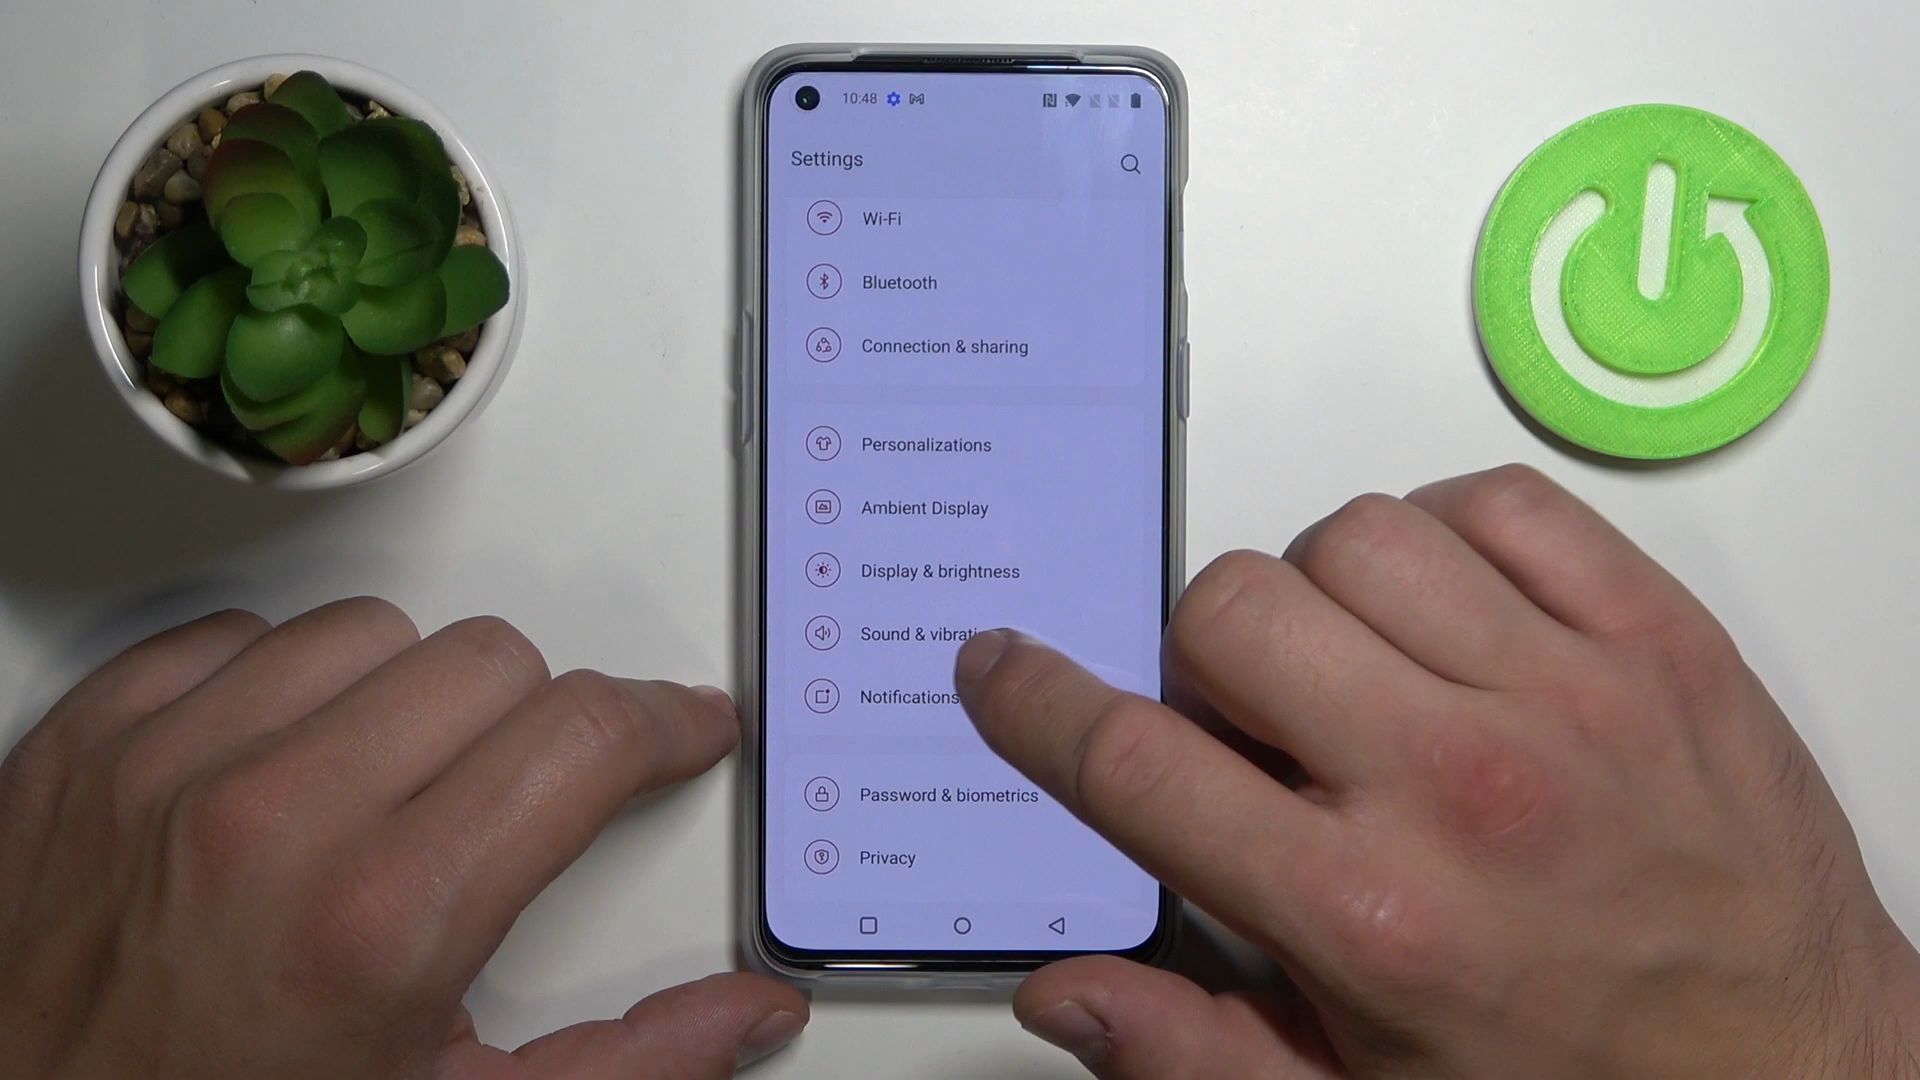 10:48
Settings
Wi-Fi
Bluetooth
Connection & sharing
Personalizations
Ambient Display
Display & brightness
Sound & vibrati
Notifications
Password & biometrics
Privacy